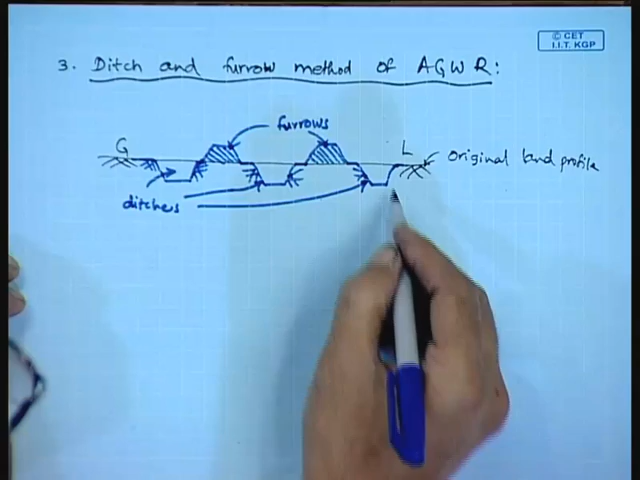 © CET
I.I.T. KGP
3. Ditch and furrow method of AGWR:
furrows
G L
original land profile
ditches